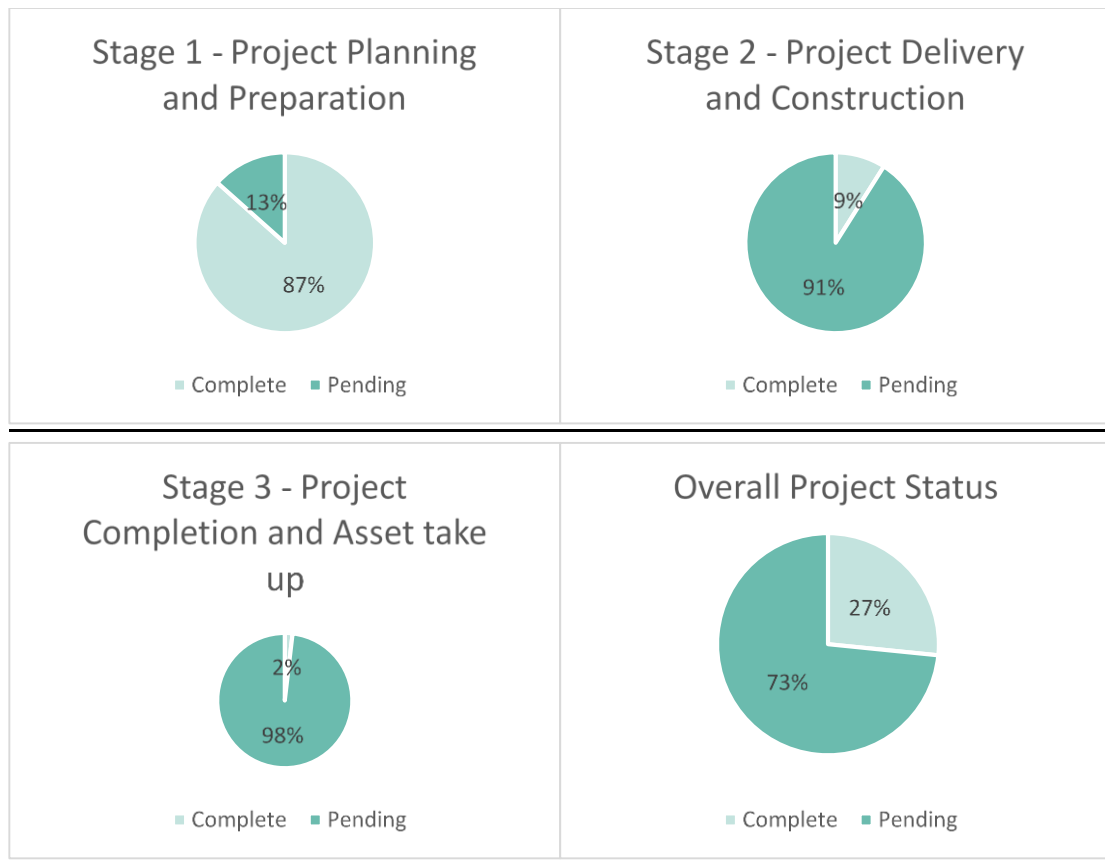 Stage 1 - Project Planning
and Preparation
13%
87%
Complete Pending
Stage 2 - Project Delivery
and Construction
9%
91%
Complete Pending
Stage 3 - Project
Completion and Asset take
up
2%
98%
Complete Pending
Overall Project Status
27%
73%
Complete Pending